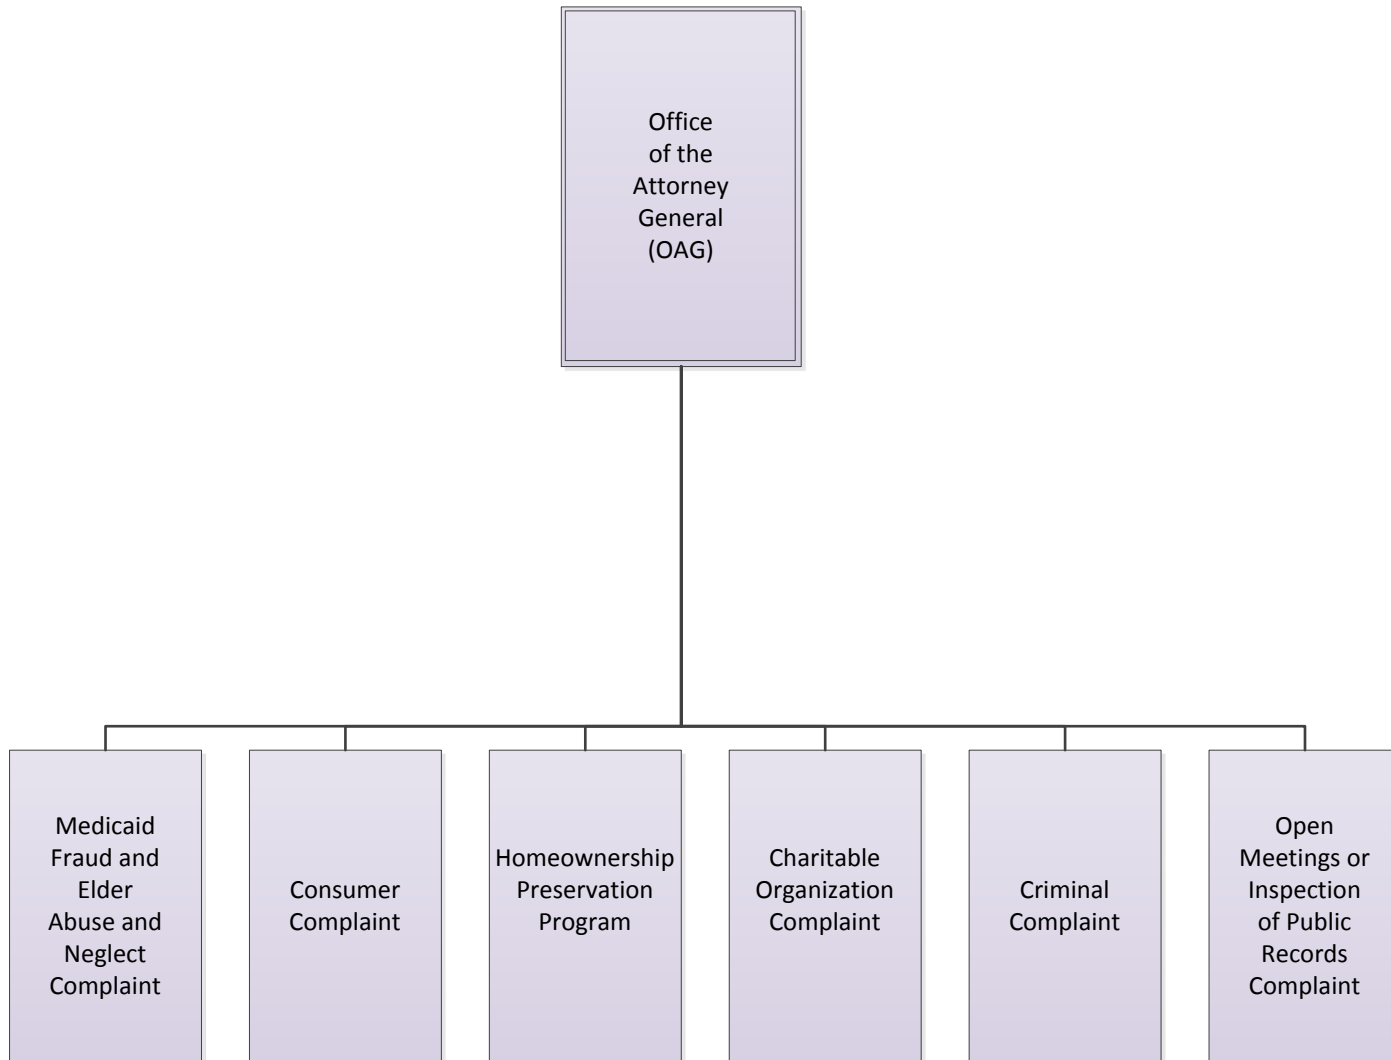 Office
of the
Attorney
General
(OAG)
Medicaid
Fraud and
Elder
Abuse and
Neglect
Complaint
Consumer
Complaint
Homeownership
Preservation
Program
Charitable
Organization
Complaint
Criminal
Complaint
Open
Meetings or
Inspection
of Public
Records
Complaint